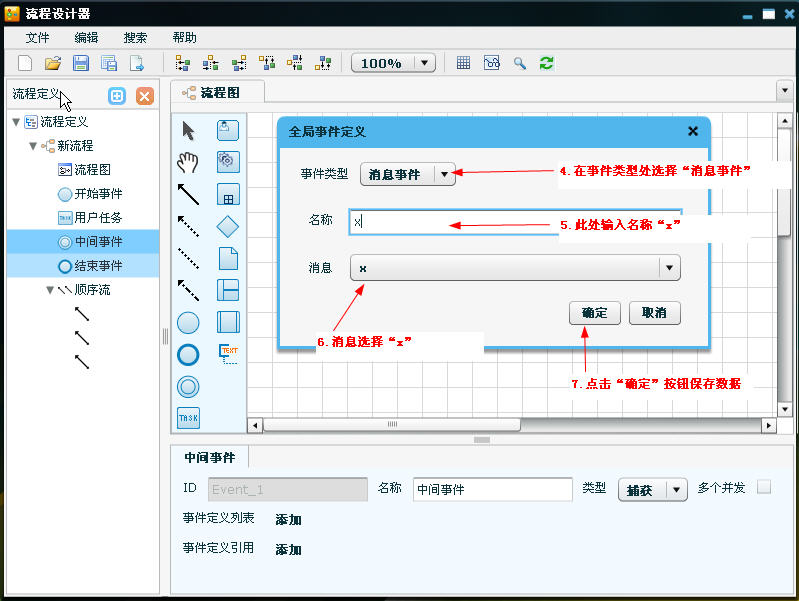 流程设计器
文件 编辑 搜索 帮助
100%
流程定义
流程图
流程定义
新流程
流程图
开始事件
用户任务
中间事件
结束事件
顺序流
TASK
TEXT
TASK
全局事件定义
事件类型 消息事件
4.在事件类型处选择“消息事件”
名称 x
5.此处输入名称“x”
消息 x
确定 取消
6.消息选择“x”
7.点击“确定”按钮保存数据
中间事件
ID Event_1 名称 中间事件 类型 捕获 多个并发
事件定义列表 添加
事件定义引用 添加